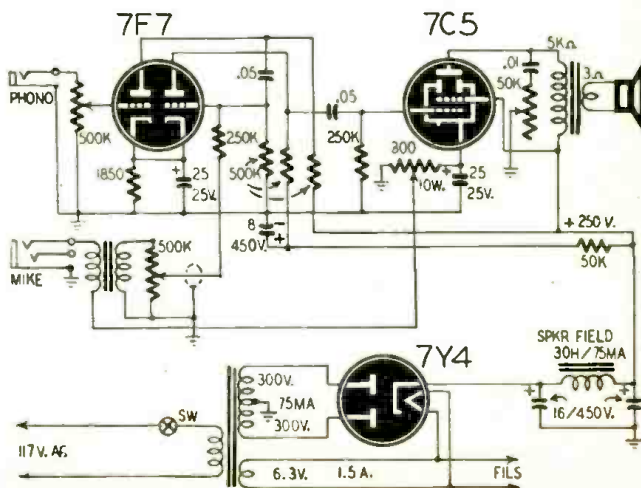 7F7
7C5
5KΩ
.01
50K
3Ω
.05
.05
PHONO
500K
250K
500K
250K
1850
25
25V.
300
10W.
25
25V.
8
450V.
+ 250 V.
50K
500K
MIKE
SPKR FIELD
30H/75MA
7Y4
300V.
75MA
300V.
16/450V.
SW
117V. AC
6.3V.
1.5A.
FILS